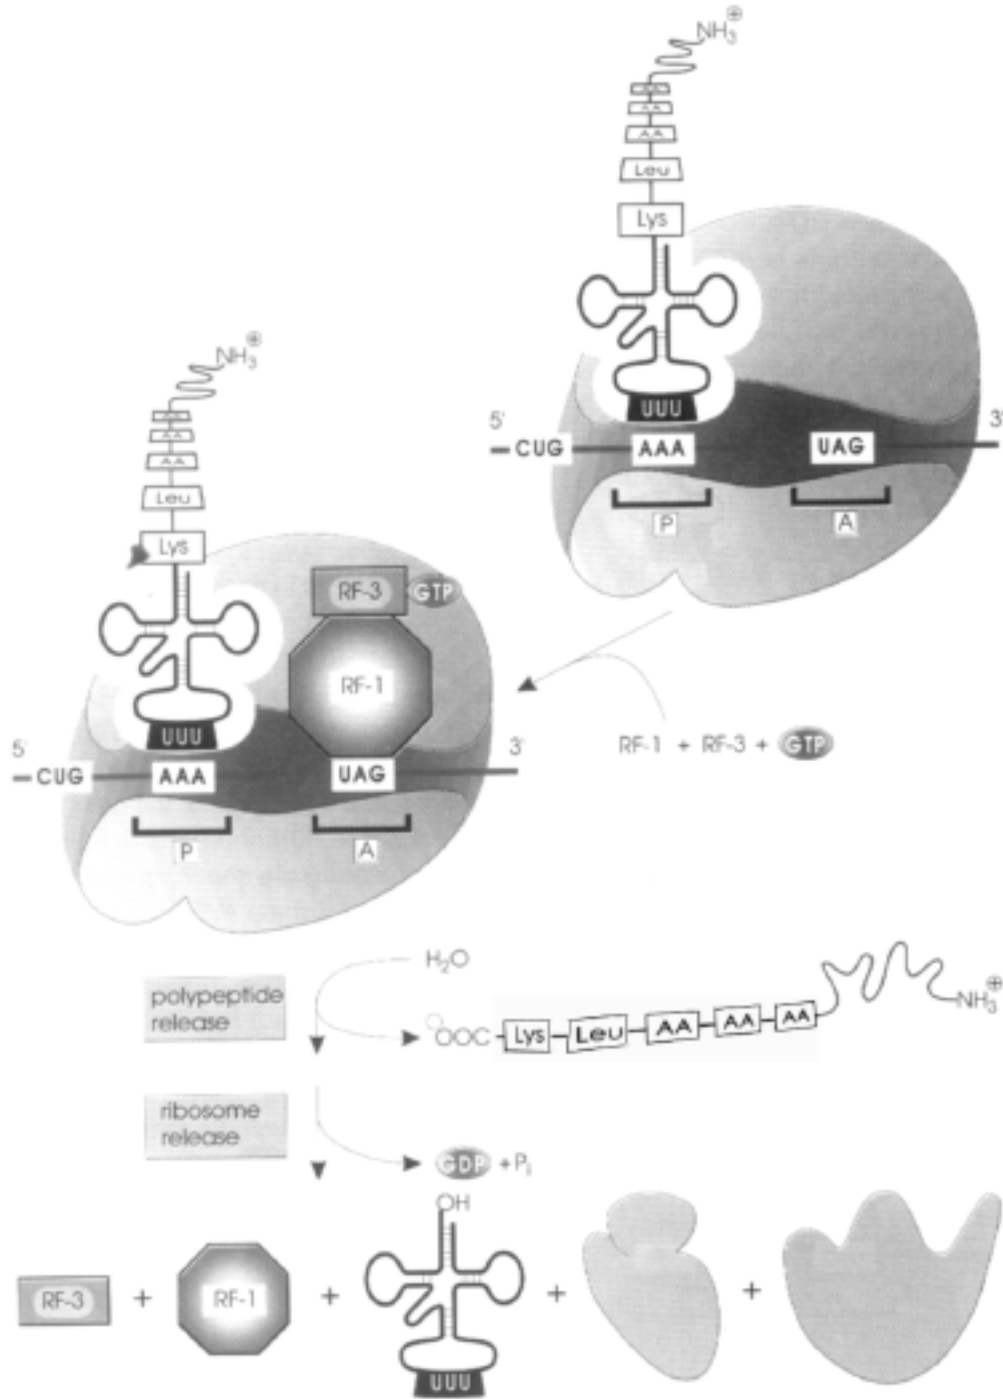 NH₃⊕
AA
AA
AA
Leu
Lys
UUU
5' 3'
CUG AAA UAG
P A
NH₃⊕
AA
AA
AA
Leu
Lys
RF-3 GTP
RF-1
UUU
5' 3'
CUG AAA UAG
P A
RF-1 + RF-3 + GTP
H₂O
polypeptide
release
⊖OOC Lys Leu AA AA AA NH₃⊕
ribosome
release
GDP + Pi
OH
RF-3 + RF-1 + + +
UUU